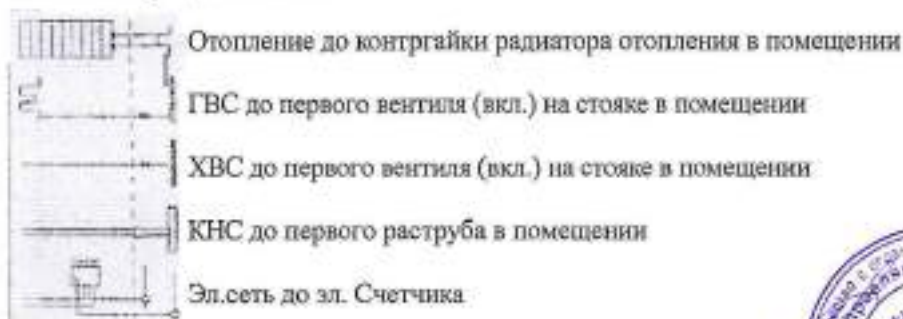 Отопление до контргайки радиатора отопления в помещении
ГВС до первого вентиля (вкл.) на стояке в помещении
ХВС до первого вентиля (вкл.) на стояке в помещении
КНС до первого раструба в помещении
Эл.сеть до эл. Счетчика